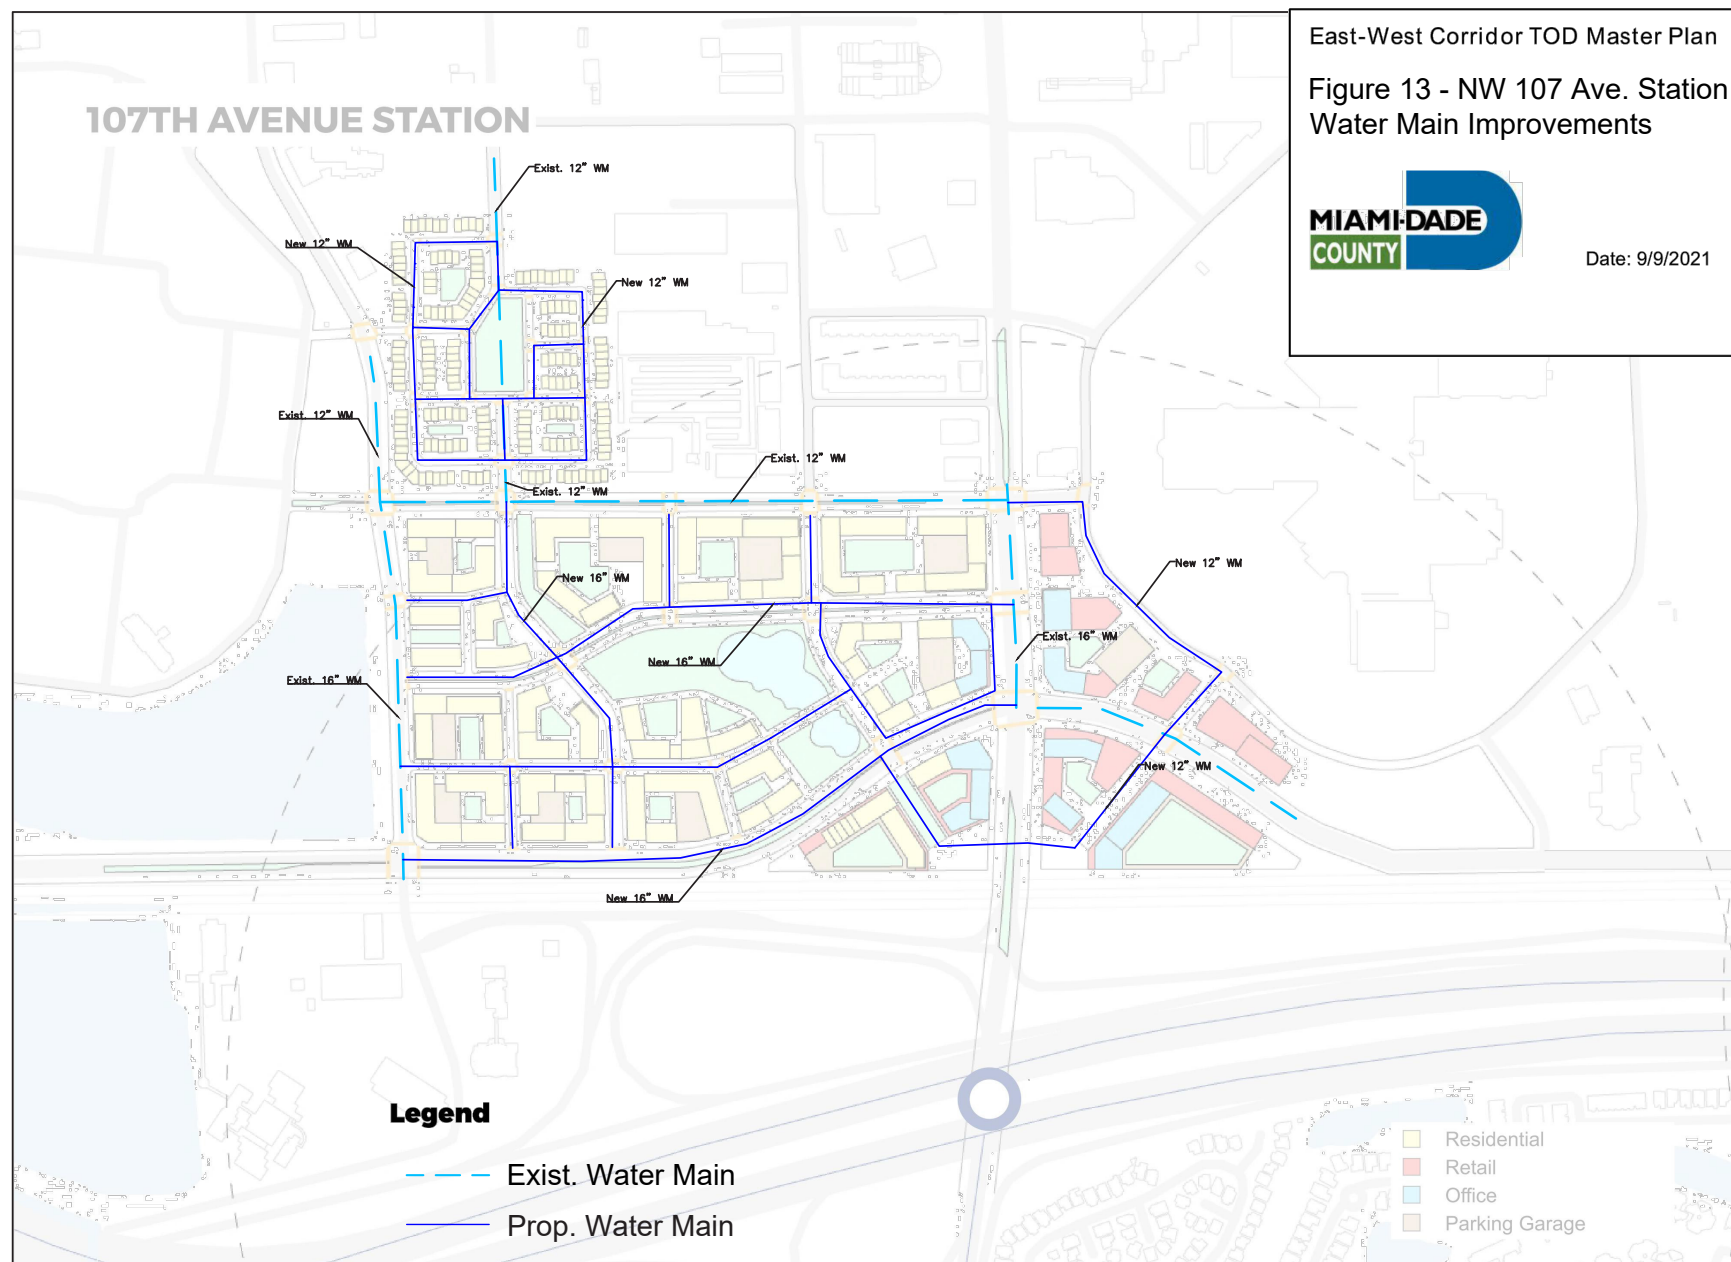 East-West Corridor TOD Master Plan
Figure 13 - NW 107 Ave. Station
Water Main Improvements
MIAMI-DADE
COUNTY
Date: 9/9/2021
107TH AVENUE STATION
Exist. 12" WM
New 12" WM
New 12" WM
Exist. 12" WM
Exist. 12" WM
Exist. 12" WM
New 16" WM
New 12" WM
Exist. 16" WM
New 16" WM
Exist. 16" WM
New 12" WM
New 16" WM
Legend
Exist. Water Main
Prop. Water Main
Residential
Retail
Office
Parking Garage